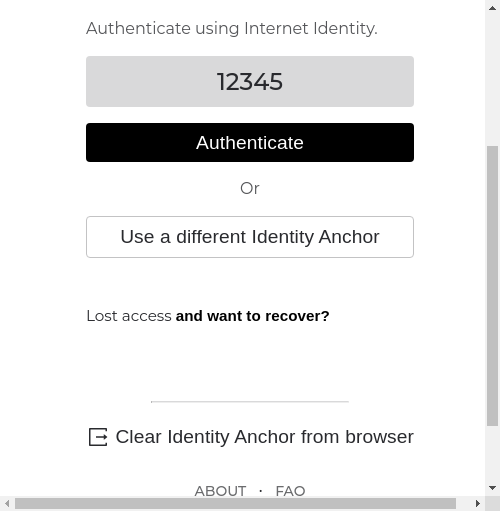 Authenticate using Internet Identity.
12345
Authenticate
Or
Use a different Identity Anchor
Lost access and want to recover?
Clear Identity Anchor from browser
ABOUT · FAQ